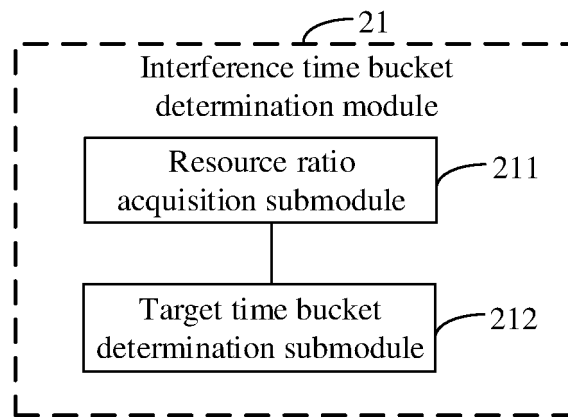 21
Interference time bucket
determination module
Resource ratio
acquisition submodule
211
Target time bucket
determination submodule
212